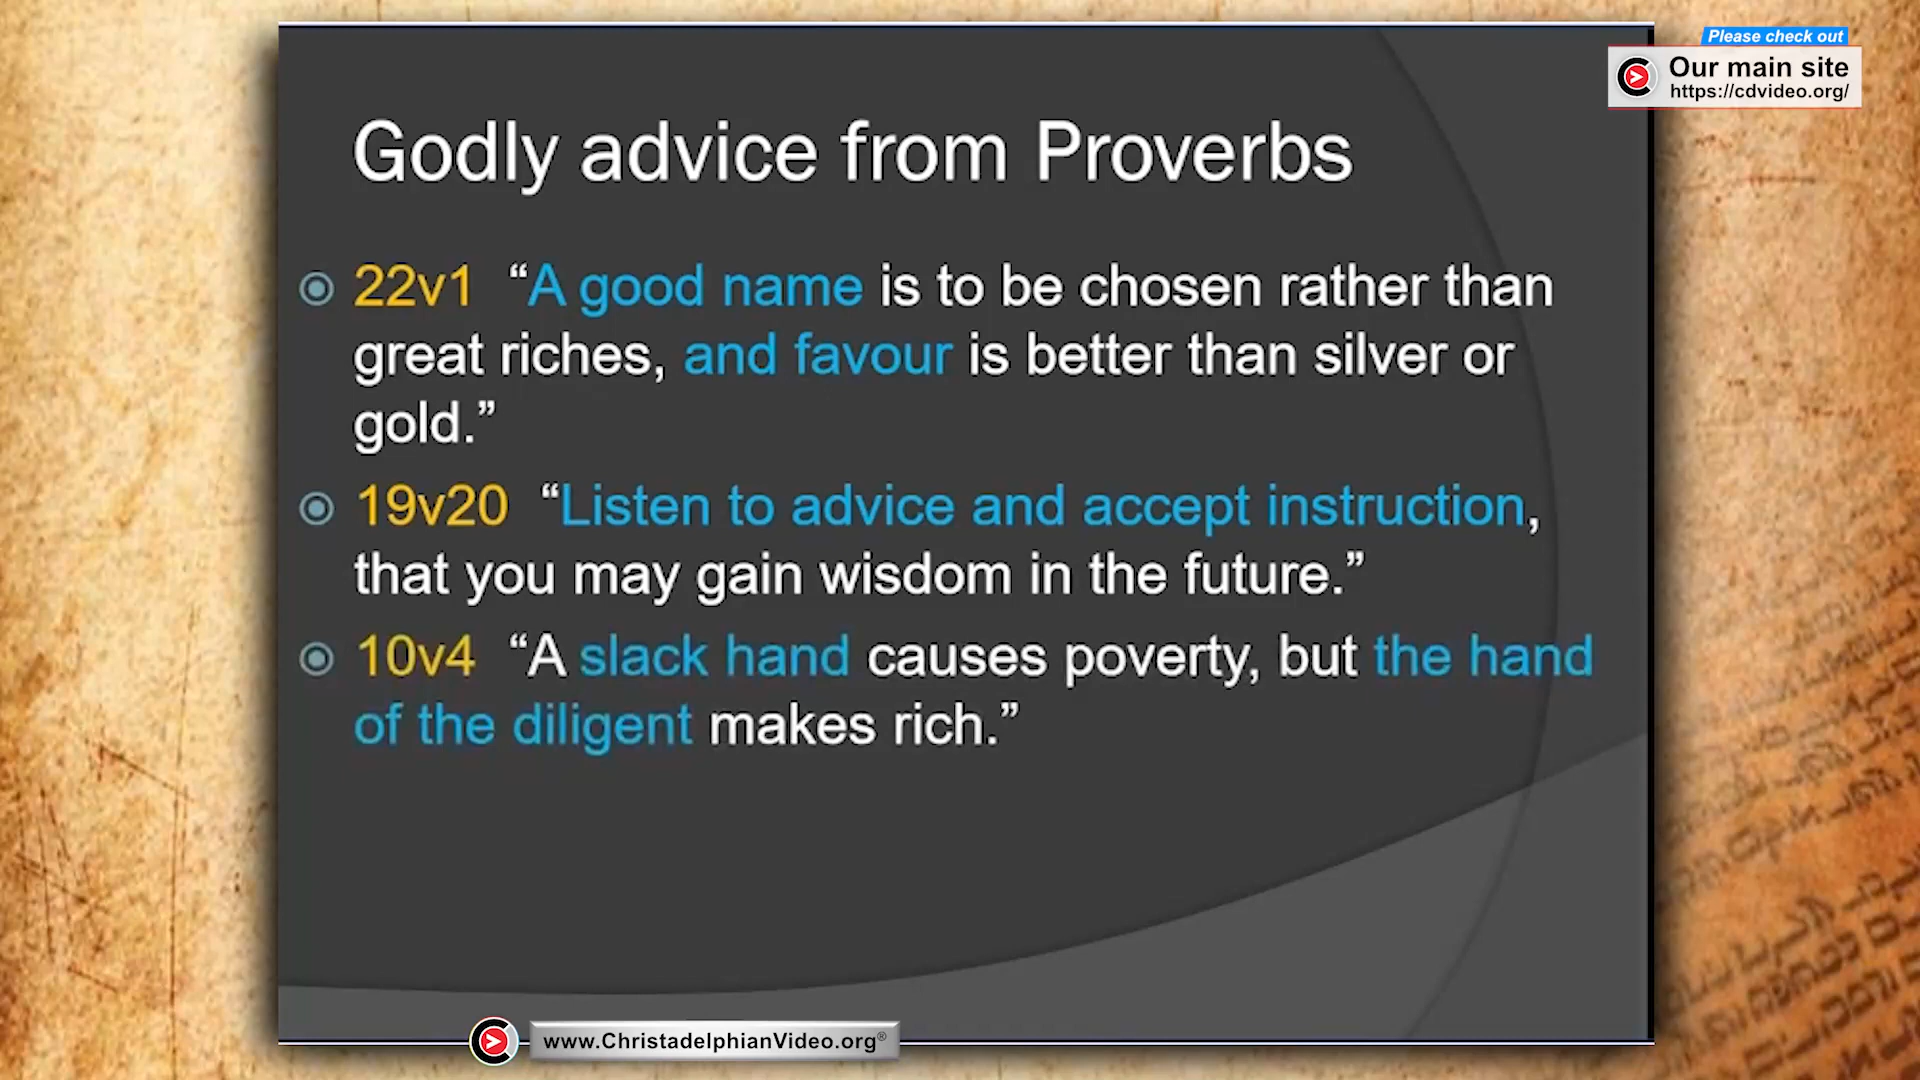 Please check out
Our main site
https://cdvideo.org/
Godly advice from Proverbs
22v1 “A good name is to be chosen rather than
great riches, and favour is better than silver or
gold.”
19v20 “Listen to advice and accept instruction,
that you may gain wisdom in the future.”
10v4 “A slack hand causes poverty, but the hand
of the diligent makes rich.”
www.ChristadelphianVideo.org®